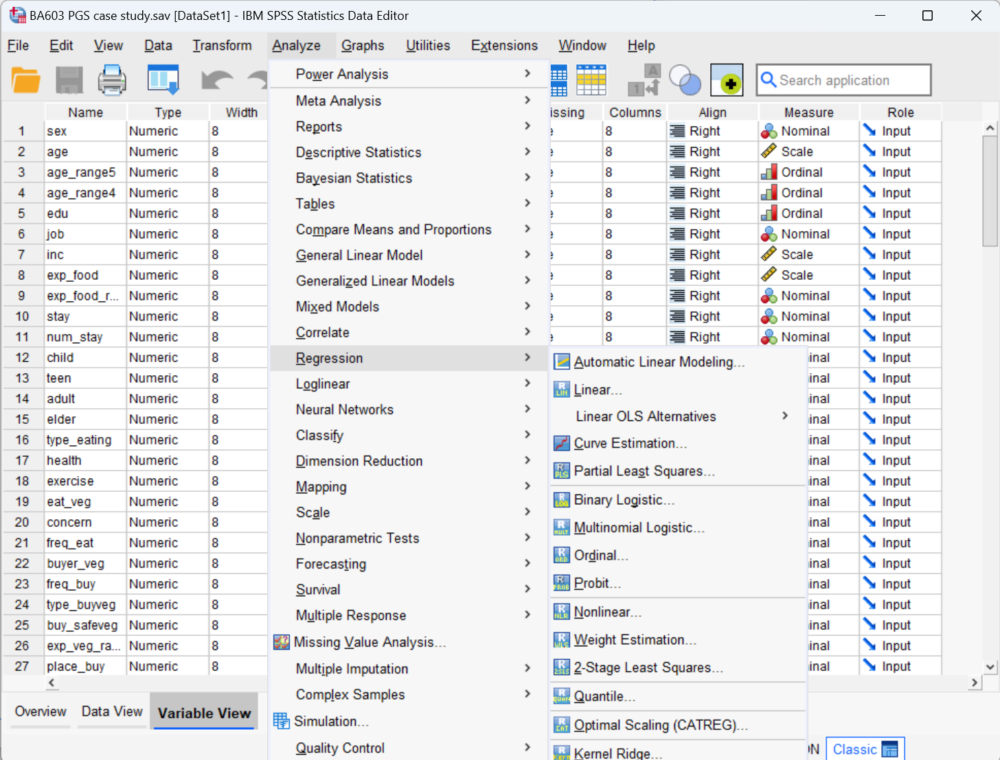 BA603 PGS case study.sav [DataSet1] - IBM SPSS Statistics Data Editor
File Edit View Data Transform Analyze Graphs Utilities Extensions Window Help
Search application
Name Type Width issing Columns Align Measure Role
1 sex Numeric 8 8 Right Nominal Input
2 age Numeric 8 8 Right Scale Input
3 age_range5 Numeric 8 8 Right Ordinal Input
4 age_range4 Numeric 8 8 Right Ordinal Input
5 edu Numeric 8 8 Right Ordinal Input
6 job Numeric 8 8 Right Nominal Input
7 inc Numeric 8 8 Right Scale Input
8 exp_food Numeric 8 8 Right Scale Input
9 exp_food_r... Numeric 8 8 Right Nominal Input
10 stay Numeric 8 8 Right Nominal Input
11 num_stay Numeric 8 8 Right Nominal Input
12 child Numeric 8 inal Input
13 teen Numeric 8 inal Input
14 adult Numeric 8 inal Input
15 elder Numeric 8 inal Input
16 type_eating Numeric 8 inal Input
17 health Numeric 8 inal Input
18 exercise Numeric 8 inal Input
19 eat_veg Numeric 8 inal Input
20 concern Numeric 8 inal Input
21 freq_eat Numeric 8 inal Input
22 buyer_veg Numeric 8 inal Input
23 freq_buy Numeric 8 inal Input
24 type_buyveg Numeric 8 inal Input
25 buy_safeveg Numeric 8 inal Input
26 exp_veg_ra... Numeric 8 inal Input
27 place_buy Numeric 8 inal Input
Power Analysis
Meta Analysis
Reports
Descriptive Statistics
Bayesian Statistics
Tables
Compare Means and Proportions
General Linear Model
Generalized Linear Models
Mixed Models
Correlate
Regression
Loglinear
Neural Networks
Classify
Dimension Reduction
Mapping
Scale
Nonparametric Tests
Forecasting
Survival
Multiple Response
Missing Value Analysis...
Multiple Imputation
Complex Samples
Simulation...
Quality Control
Automatic Linear Modeling...
Linear...
Linear OLS Alternatives
Curve Estimation...
Partial Least Squares...
Binary Logistic...
Multinomial Logistic...
Ordinal...
Probit...
Nonlinear...
Weight Estimation...
2-Stage Least Squares...
Quantile...
Optimal Scaling (CATREG)...
Kernel Ridge...
Overview Data View Variable View
ON Classic